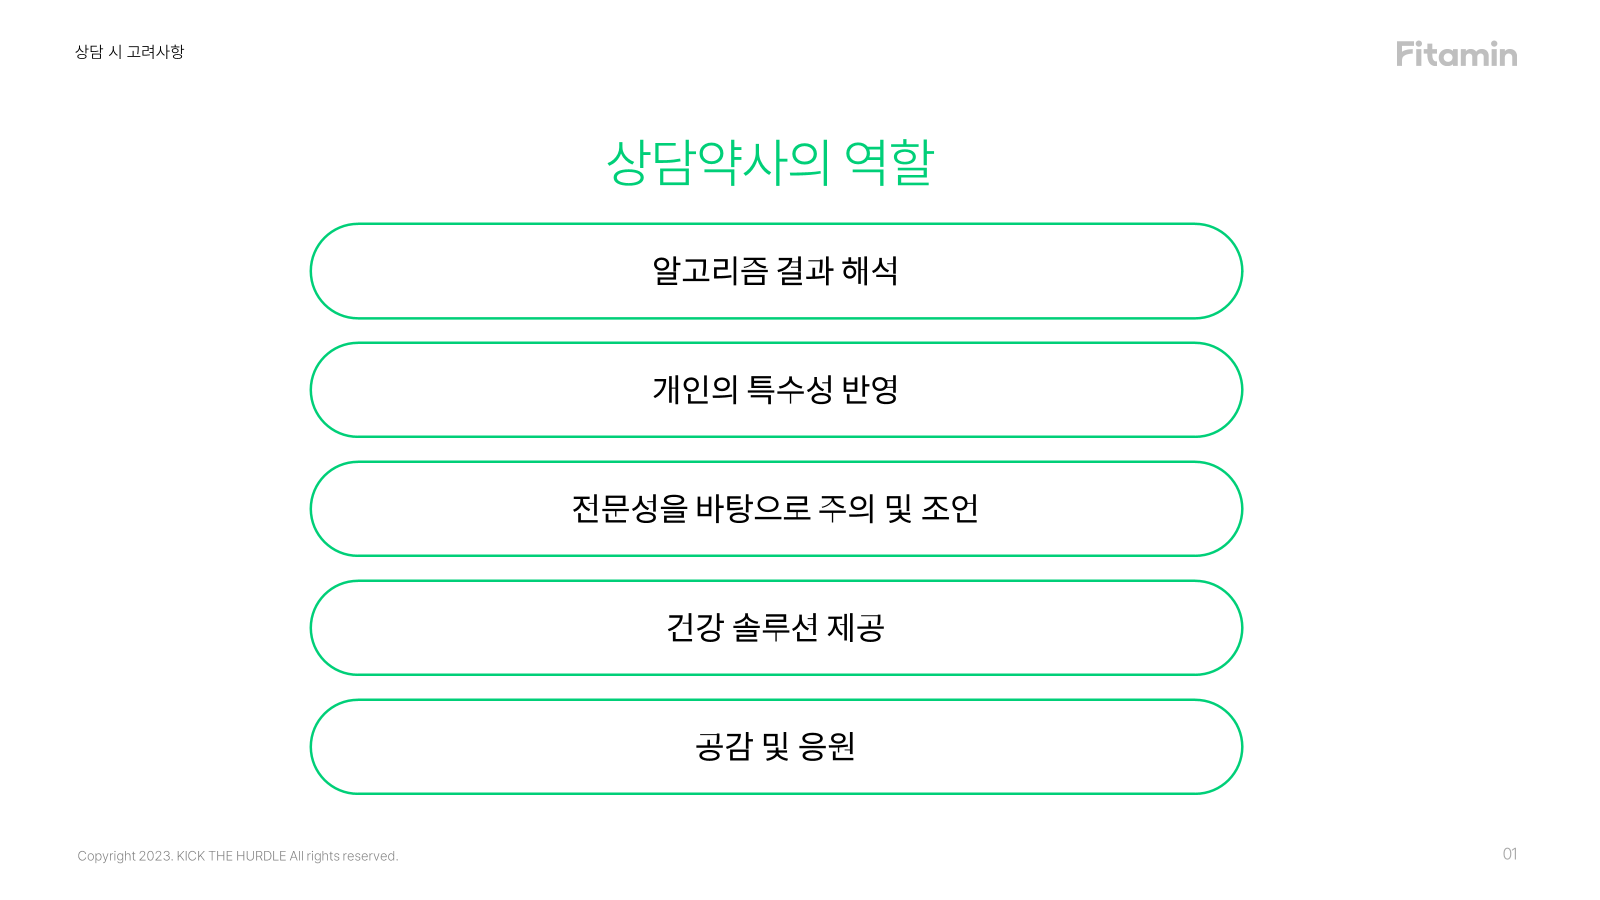 상담 시 고려사항
Fitamin
상담약사의 역할
알고리즘 결과 해석
개인의 특수성 반영
전문성을 바탕으로 주의 및 조언
건강 솔루션 제공
공감 및 응원
Copyright 2023. KICK THE HURDLE All rights reserved.
01